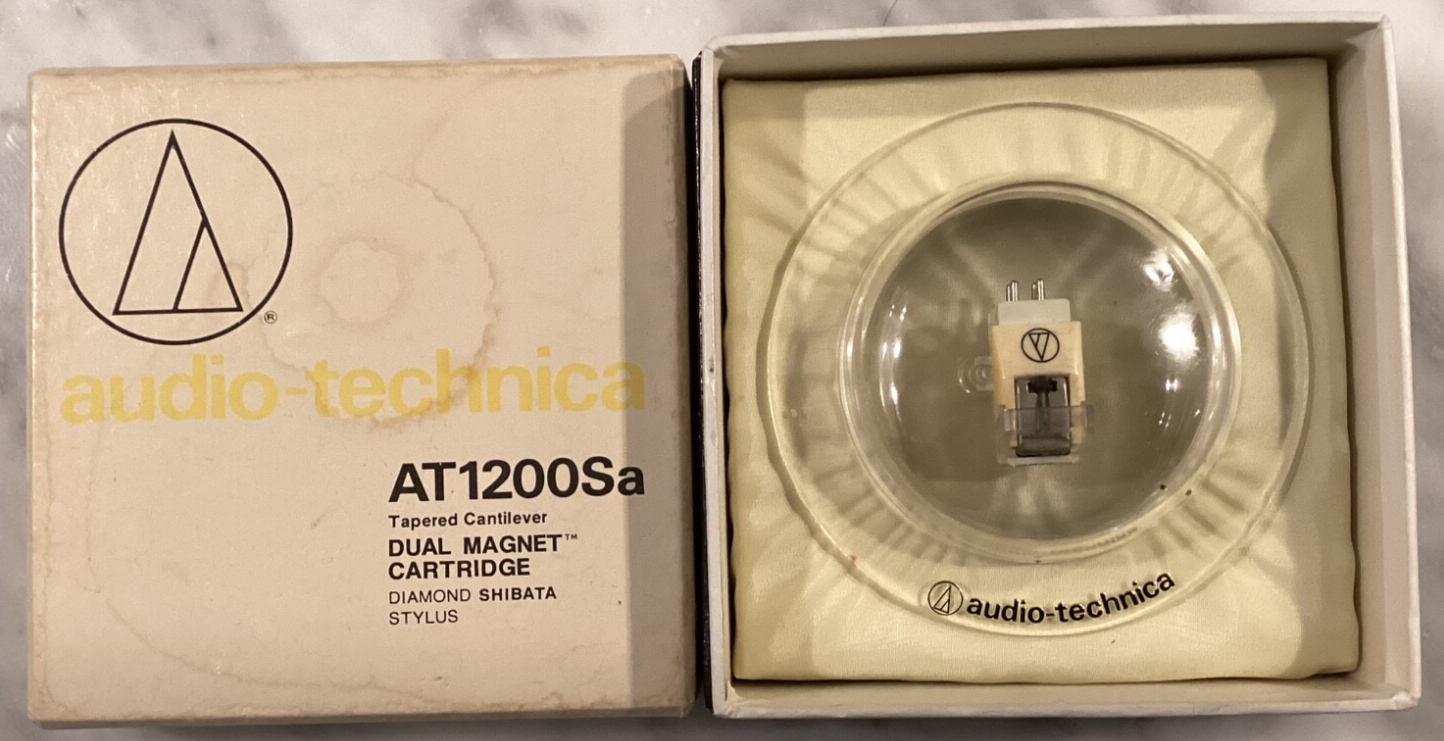 ®
audio-technica
AT1200Sa
Tapered Cantilever
DUAL MAGNET™
CARTRIDGE
DIAMOND SHIBATA
STYLUS
audio-technica